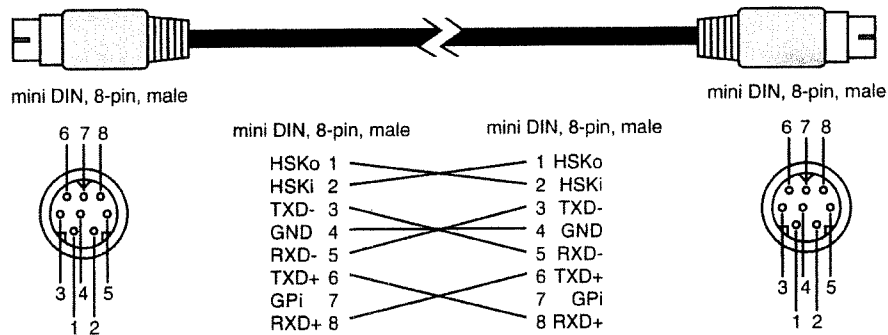 mini DIN, 8-pin, male
mini DIN, 8-pin, male
6 7 8
3 4 5
1 2
mini DIN, 8-pin, male
mini DIN, 8-pin, male
HSKo 1
1 HSKo
HSKi 2
2 HSKi
TXD- 3
3 TXD-
GND 4
4 GND
RXD- 5
5 RXD-
TXD+ 6
6 TXD+
GPi 7
7 GPi
RXD+ 8
8 RXD+
6 7 8
3 4 5
1 2